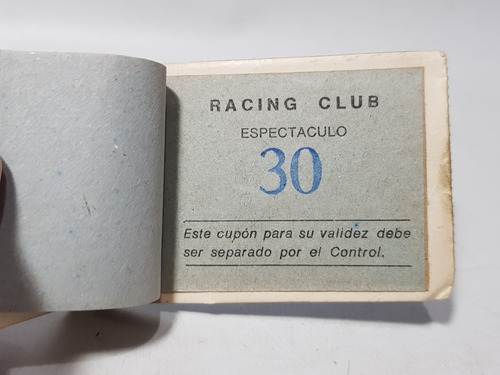 RACING CLUB
ESPECTACULO
30
Este cupón para su validez debe
ser separado por el Control.